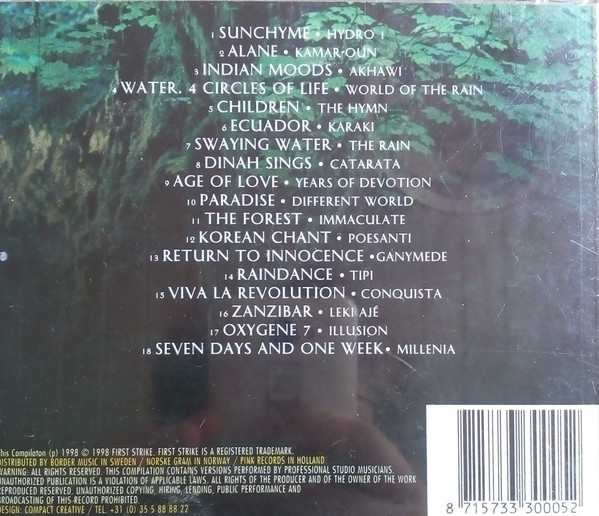 1 SUNCHYME • HYDRO 1
2 ALANE • KAMAR-OUN
3 INDIAN MOODS • AKHAWI
4 WATER, 4 CIRCLES OF LIFE • WORLD OF THE RAIN
5 CHILDREN • THE HYMN
6 ECUADOR • KARAKI
7 SWAYING WATER • THE RAIN
8 DINAH SINGS • CATARATA
9 AGE OF LOVE • YEARS OF DEVOTION
10 PARADISE • DIFFERENT WORLD
11 THE FOREST • IMMACULATE
12 KOREAN CHANT • POESANTI
13 RETURN TO INNOCENCE •GANYMEDE
14 RAINDANCE • TIPI
15 VIVA LA REVOLUTION • CONQUISTA
16 ZANZIBAR • LEKI AJÉ
17 OXYGENE 7 • ILLUSION
18 SEVEN DAYS AND ONE WEEK• MILLENIA
This Compilaton (p) 1998 © 1998 FIRST STRIKE. FIRST STRIKE IS A REGISTERED TRADEMARK.
DISTRIBUTED BY BORDER MUSIC IN SWEDEN / NORSKE GRAM IN NORWAY / PINK RECORDS IN HOLLAND
WARNING: ALL RIGHTS RESERVED. THIS COMPILATION CONTAINS VERSIONS PERFORMED BY PROFESSIONAL STUDIO MUSICIANS.
UNAUTHORIZED PUBLICATION IS A VIOLATION OF APPLICABLE LAWS. ALL RIGHTS OF THE PRODUCER AND OF THE OWNER OF THE WORK
REPRODUCED RESERVED. UNAUTHORIZED COPYING, HIRING, LENDING, PUBLIC PERFORMANCE AND
BROADCASTING OF THIS RECORD PROHIBITED.
DESIGN: COMPACT CREATIVE / TEL. +31 (0) 35 5 88 88 22
8 715733 300052